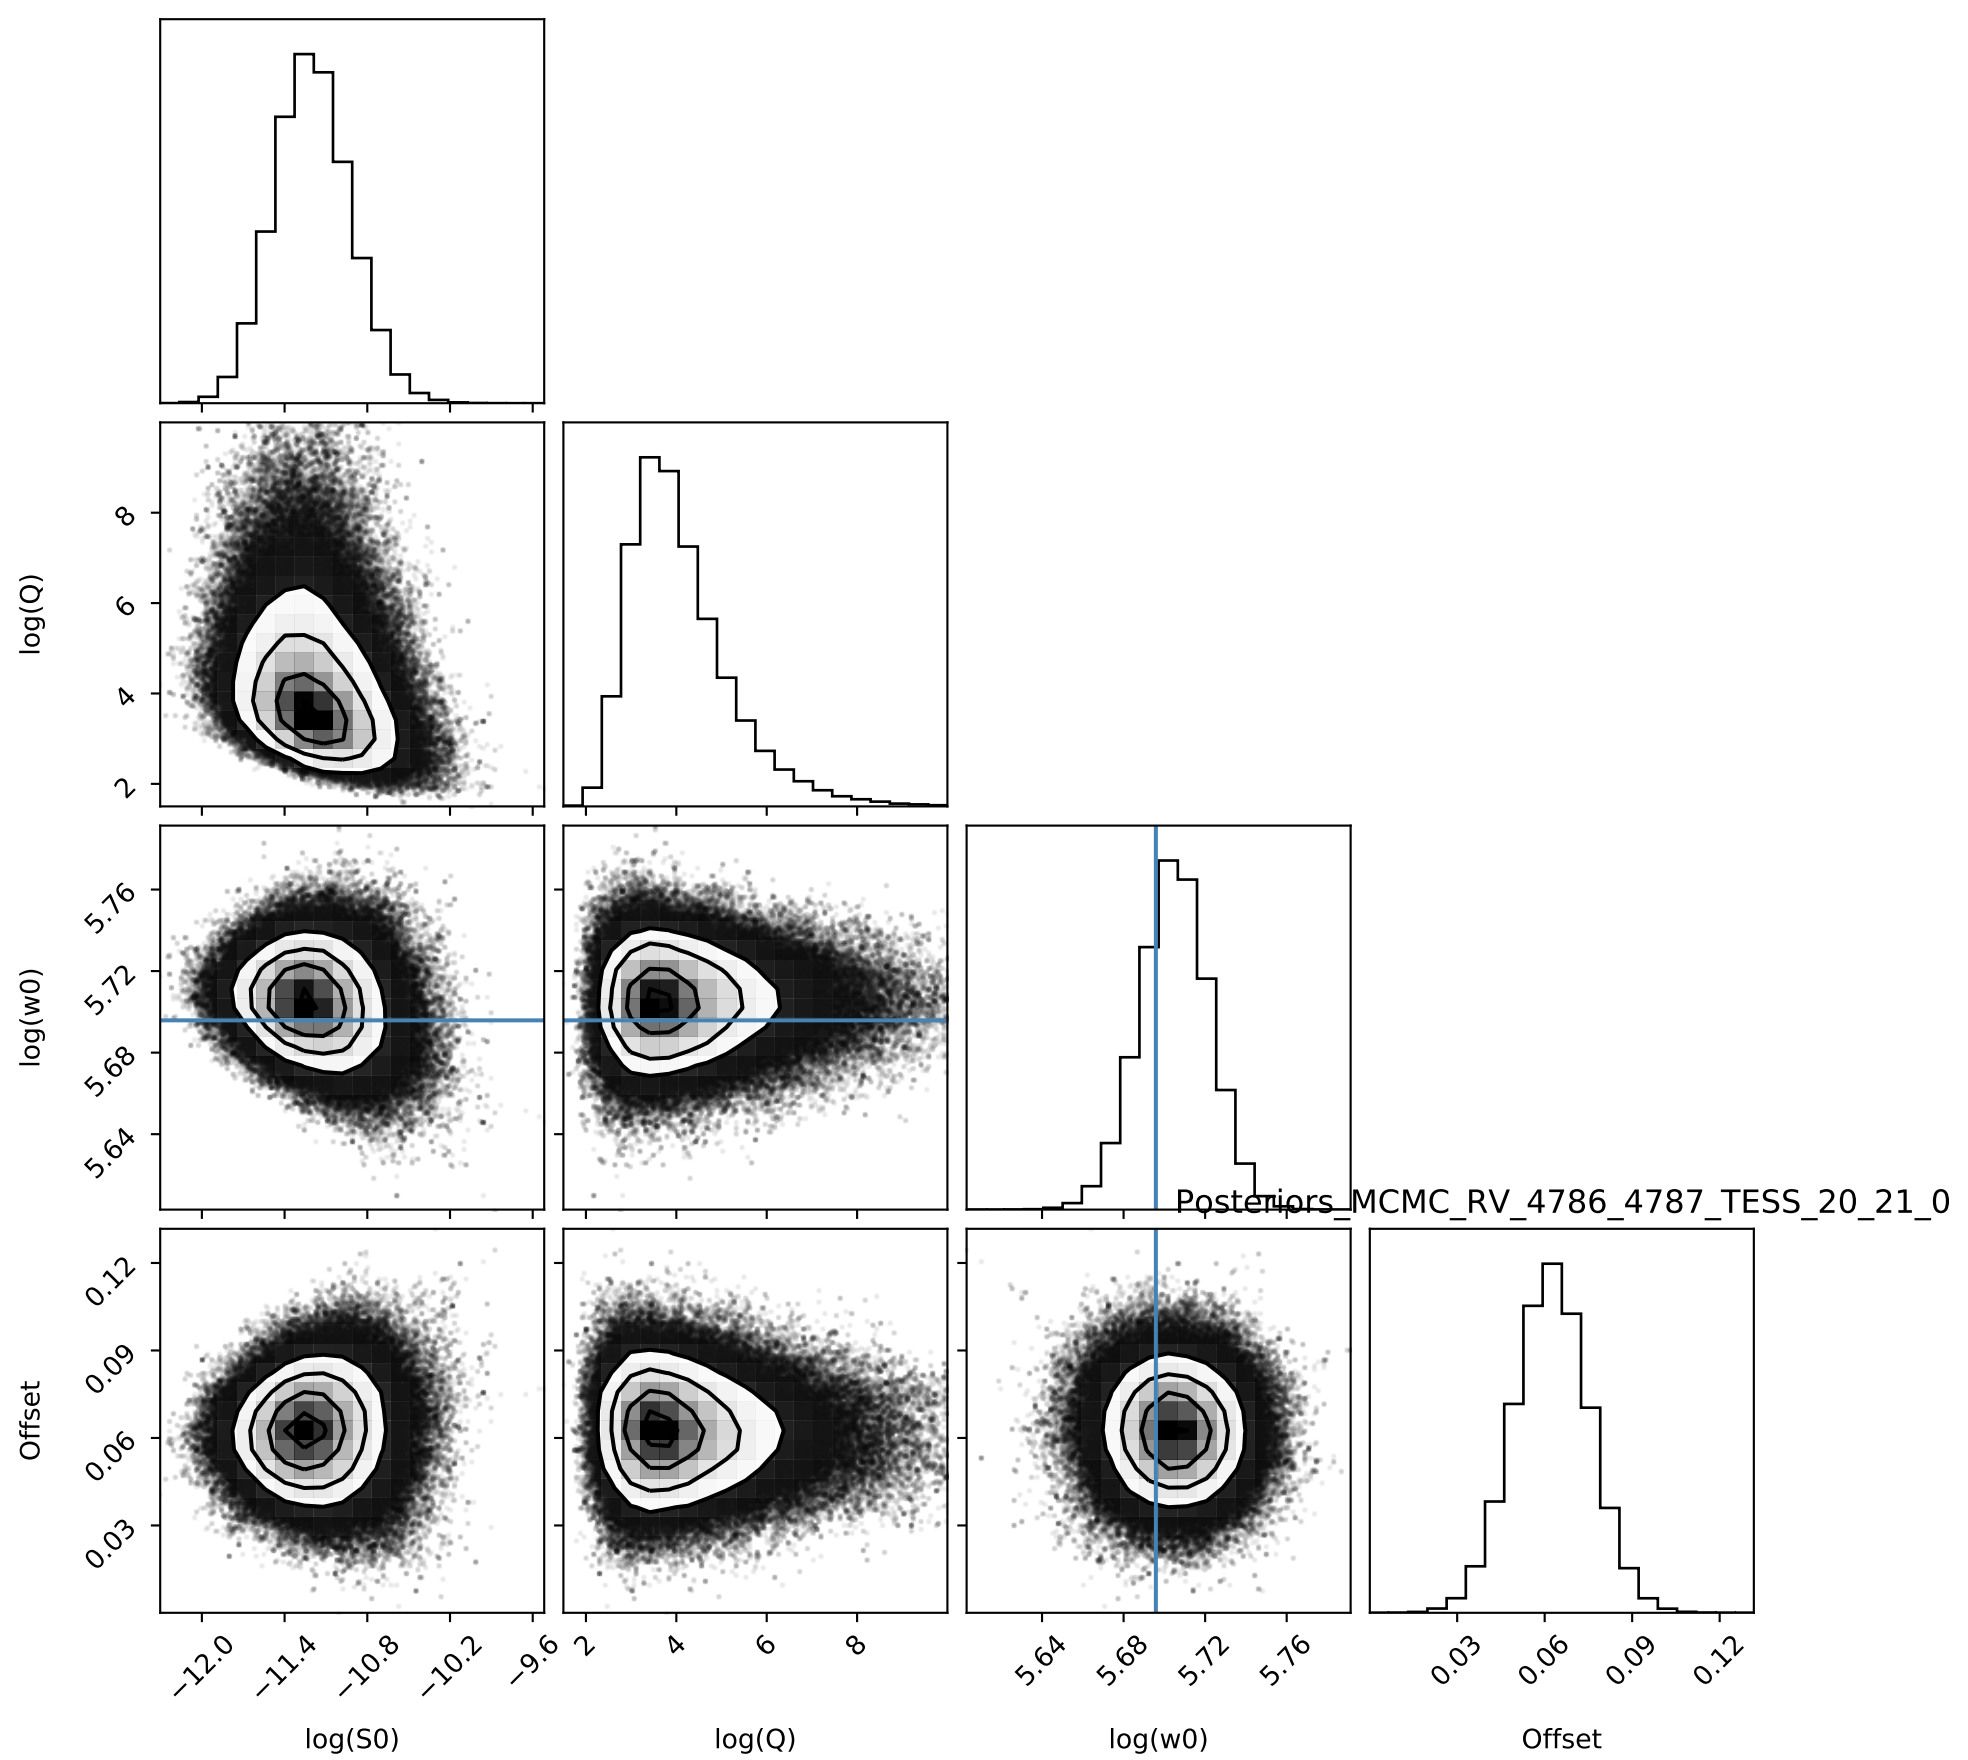 8
6
4
2
log(Q)
5.76
5.72
5.68
5.64
log(w0)
Posteriors_MCMC_RV_4786_4787_TESS_20_21_0
0.12
0.09
0.06
0.03
Offset
−12.0 −11.4 −10.8 −10.2 −9.6
2 4 6 8
5.64 5.68 5.72 5.76
0.03 0.06 0.09 0.12
log(S0)
log(Q)
log(w0)
Offset